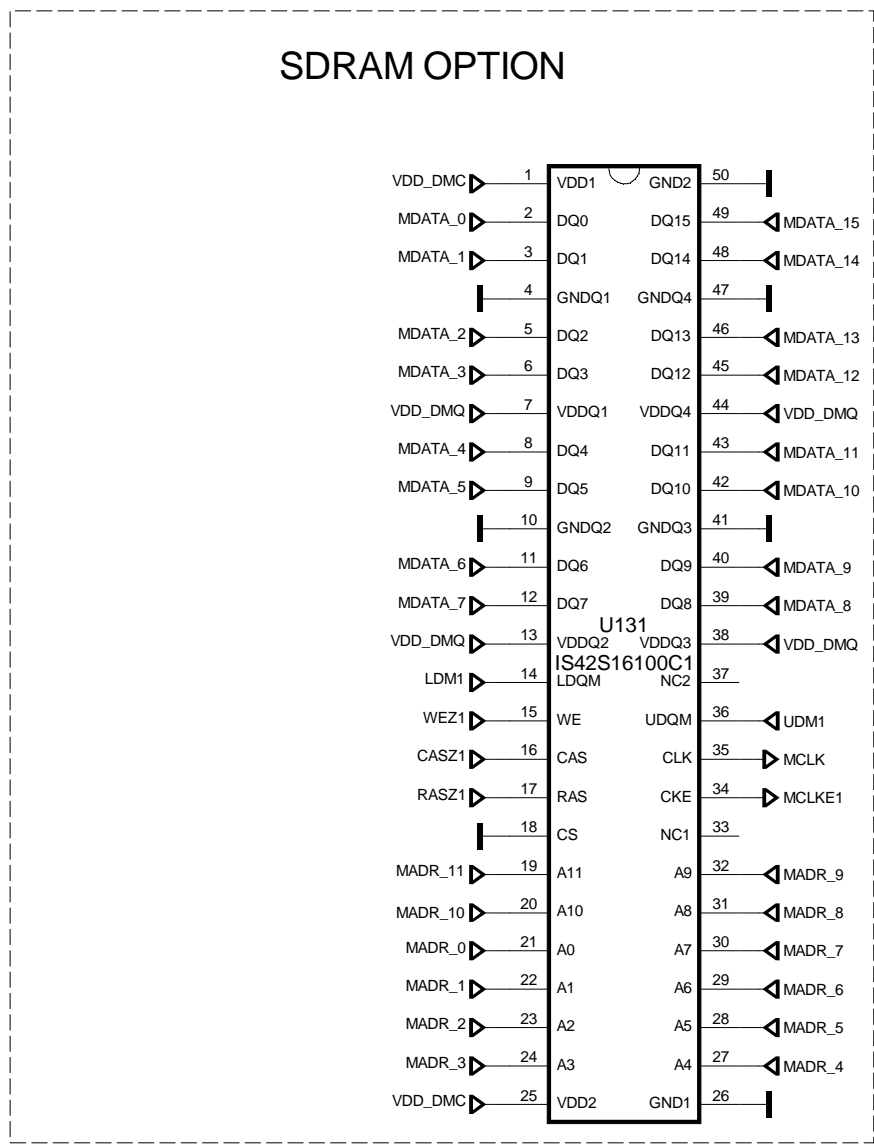 SDRAM OPTION
VDD_DMC 1 VDD1 GND2 50
MDATA_0 2 DQ0 DQ15 49 MDATA_15
MDATA_1 3 DQ1 DQ14 48 MDATA_14
4 GNDQ1 GNDQ4 47
MDATA_2 5 DQ2 DQ13 46 MDATA_13
MDATA_3 6 DQ3 DQ12 45 MDATA_12
VDD_DMQ 7 VDDQ1 VDDQ4 44 VDD_DMQ
MDATA_4 8 DQ4 DQ11 43 MDATA_11
MDATA_5 9 DQ5 DQ10 42 MDATA_10
10 GNDQ2 GNDQ3 41
MDATA_6 11 DQ6 DQ9 40 MDATA_9
MDATA_7 12 DQ7 DQ8 39 MDATA_8
U131
VDD_DMQ 13 VDDQ2 VDDQ3 38 VDD_DMQ
IS42S16100C1
LDM1 14 LDQM NC2 37
WEZ1 15 WE UDQM 36 UDM1
CASZ1 16 CAS CLK 35 MCLK
RASZ1 17 RAS CKE 34 MCLKE1
18 CS NC1 33
MADR_11 19 A11 A9 32 MADR_9
MADR_10 20 A10 A8 31 MADR_8
MADR_0 21 A0 A7 30 MADR_7
MADR_1 22 A1 A6 29 MADR_6
MADR_2 23 A2 A5 28 MADR_5
MADR_3 24 A3 A4 27 MADR_4
VDD_DMC 25 VDD2 GND1 26